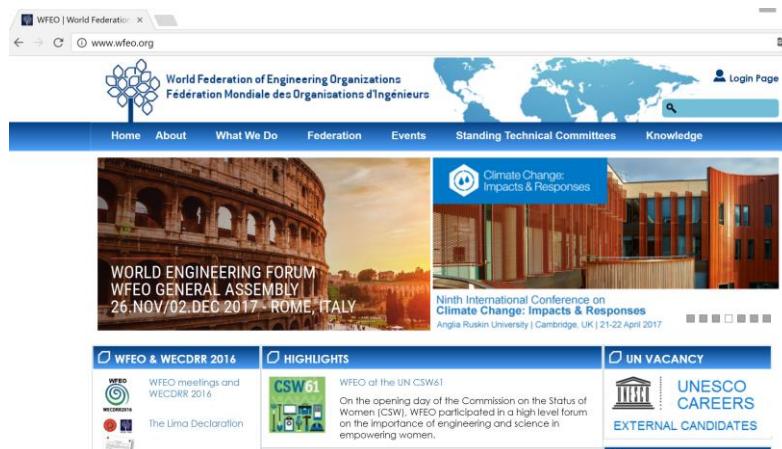 WFEO | World Federation
www.wfeo.org
World Federation of Engineering Organizations
Fédération Mondiale des Organisations d'Ingénieurs
Login Page
Home About What We Do Federation Events Standing Technical Committees Knowledge
WORLD ENGINEERING FORUM
WFEO GENERAL ASSEMBLY
26.NOV/02.DEC 2017 - ROME, ITALY
Climate Change:
Impacts & Responses
Ninth International Conference on
Climate Change: Impacts & Responses
Anglia Ruskin University | Cambridge, UK | 21-22 April 2017
WFEO & WECDRR 2016
WFEO
WECDRR2016
WFEO meetings and
WECDRR 2016
The Lima Declaration
HIGHLIGHTS
CSW61
WFEO at the UN CSW61
On the opening day of the Commission on the Status of
Women (CSW), WFEO participated in a high level forum
on the importance of engineering and science in
empowering women.
UN VACANCY
UNESCO
UNESCO
CAREERS
EXTERNAL CANDIDATES